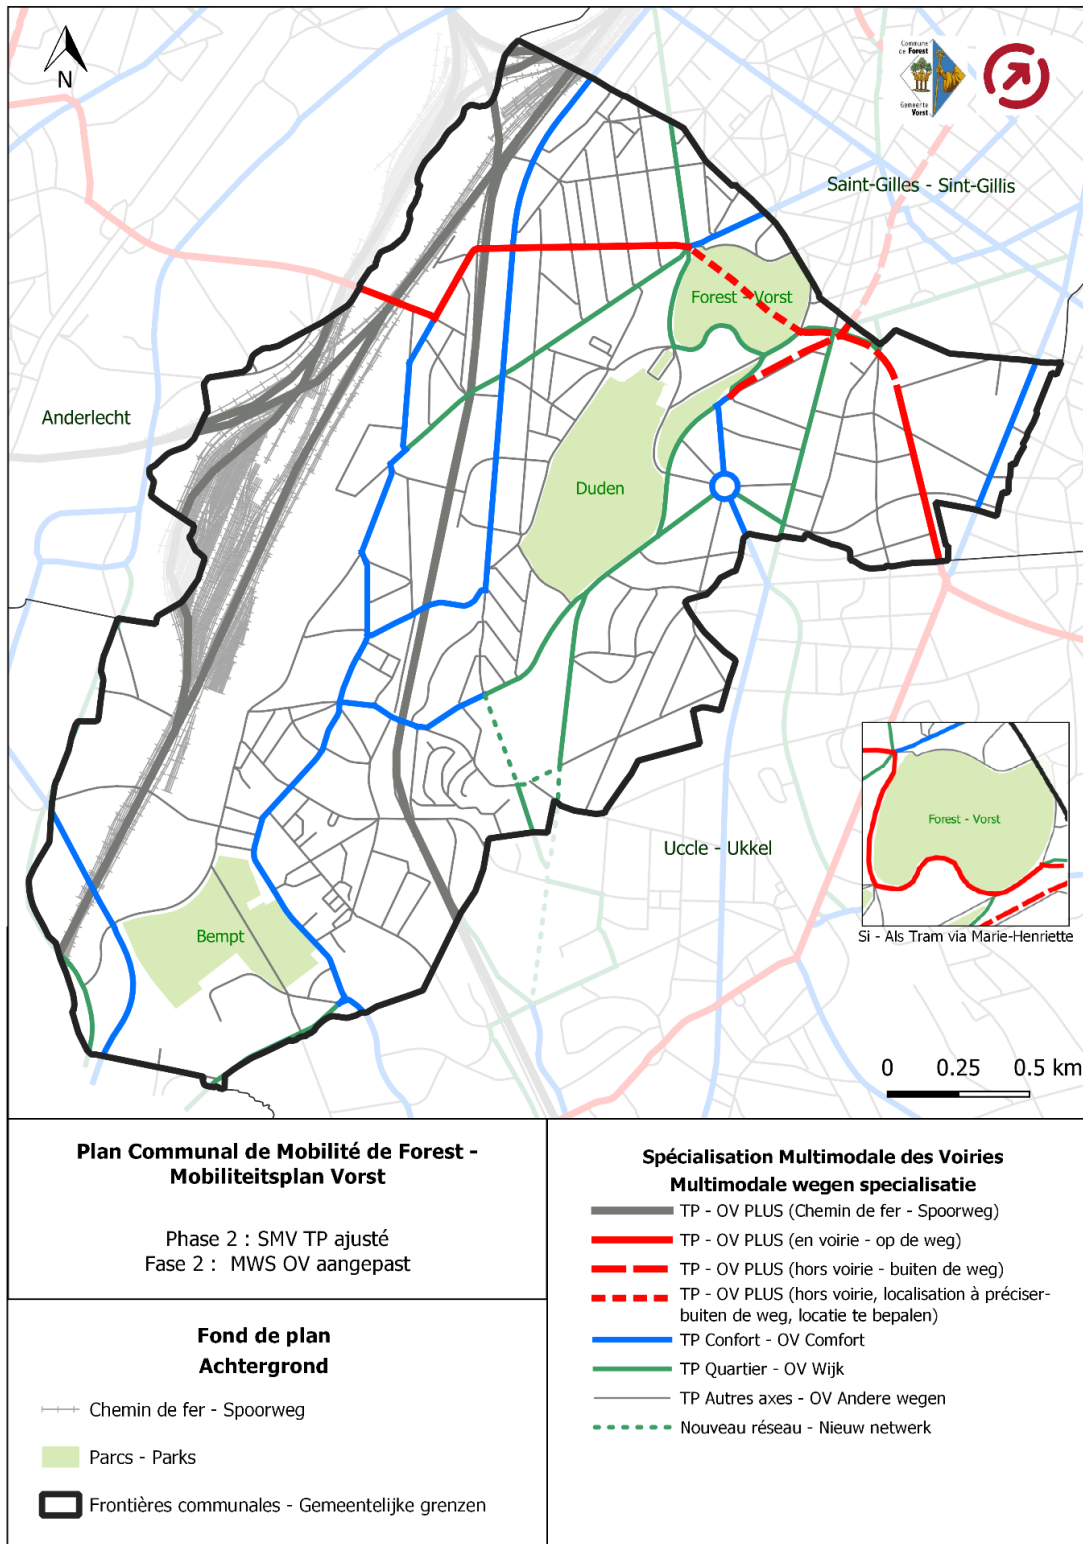 N
Commune
de Forest
Gemeente
Vorst
Saint-Gilles - Sint-Gillis
Forest - Vorst
Anderlecht
Duden
Uccle - Ukkel
Forest - Vorst
Si - Als Tram via Marie-Henriette
Bempt
0 0.25 0.5 km
Plan Communal de Mobilité de Forest -
Mobiliteitsplan Vorst
Phase 2 : SMV TP ajusté
Fase 2 : MWS OV aangepast
Fond de plan
Achtergrond
Chemin de fer - Spoorweg
Parcs - Parks
Frontières communales - Gemeentelijke grenzen
Spécialisation Multimodale des Voiries
Multimodale wegen specialisatie
TP - OV PLUS (Chemin de fer - Spoorweg)
TP - OV PLUS (en voirie - op de weg)
TP - OV PLUS (hors voirie - buiten de weg)
TP - OV PLUS (hors voirie, localisation à préciser-
buiten de weg, locatie te bepalen)
TP Confort - OV Comfort
TP Quartier - OV Wijk
TP Autres axes - OV Andere wegen
Nouveau réseau - Nieuw netwerk